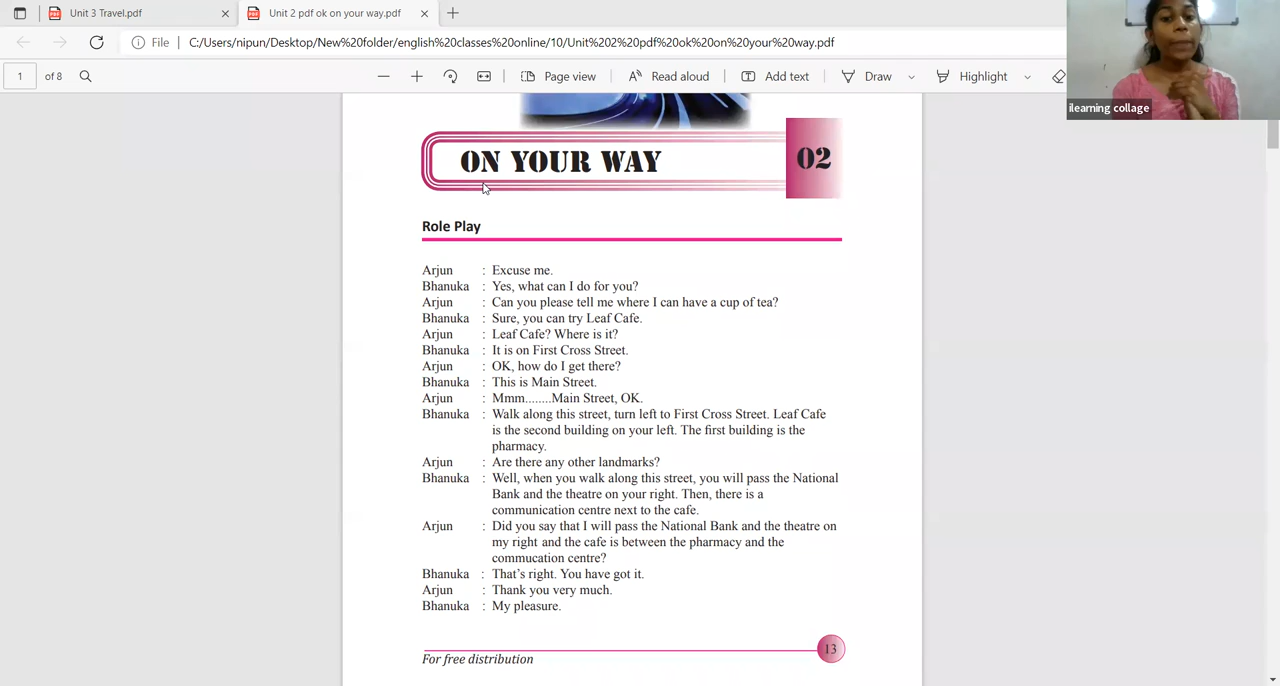 Unit 3 Travel.pdf
Unit 2 pdf ok on your way.pdf
File
C:/Users/nipun/Desktop/New%20folder/english%20classes%20online/10/Unit%202%20pdf%20ok%20on%20your%20way.pdf
1 of 8
Page view
Read aloud
Add text
Draw
Highlight
ilearning collage
ON YOUR WAY
02
Role Play
Arjun : Excuse me.
Bhanuka : Yes, what can I do for you?
Arjun : Can you please tell me where I can have a cup of tea?
Bhanuka : Sure, you can try Leaf Cafe.
Arjun : Leaf Cafe? Where is it?
Bhanuka : It is on First Cross Street.
Arjun : OK, how do I get there?
Bhanuka : This is Main Street.
Arjun : Mmm........Main Street, OK.
Bhanuka : Walk along this street, turn left to First Cross Street. Leaf Cafe
is the second building on your left. The first building is the
pharmacy.
Arjun : Are there any other landmarks?
Bhanuka : Well, when you walk along this street, you will pass the National
Bank and the theatre on your right. Then, there is a
communication centre next to the cafe.
Arjun : Did you say that I will pass the National Bank and the theatre on
my right and the cafe is between the pharmacy and the
commucation centre?
Bhanuka : That's right. You have got it.
Arjun : Thank you very much.
Bhanuka : My pleasure.
13
For free distribution